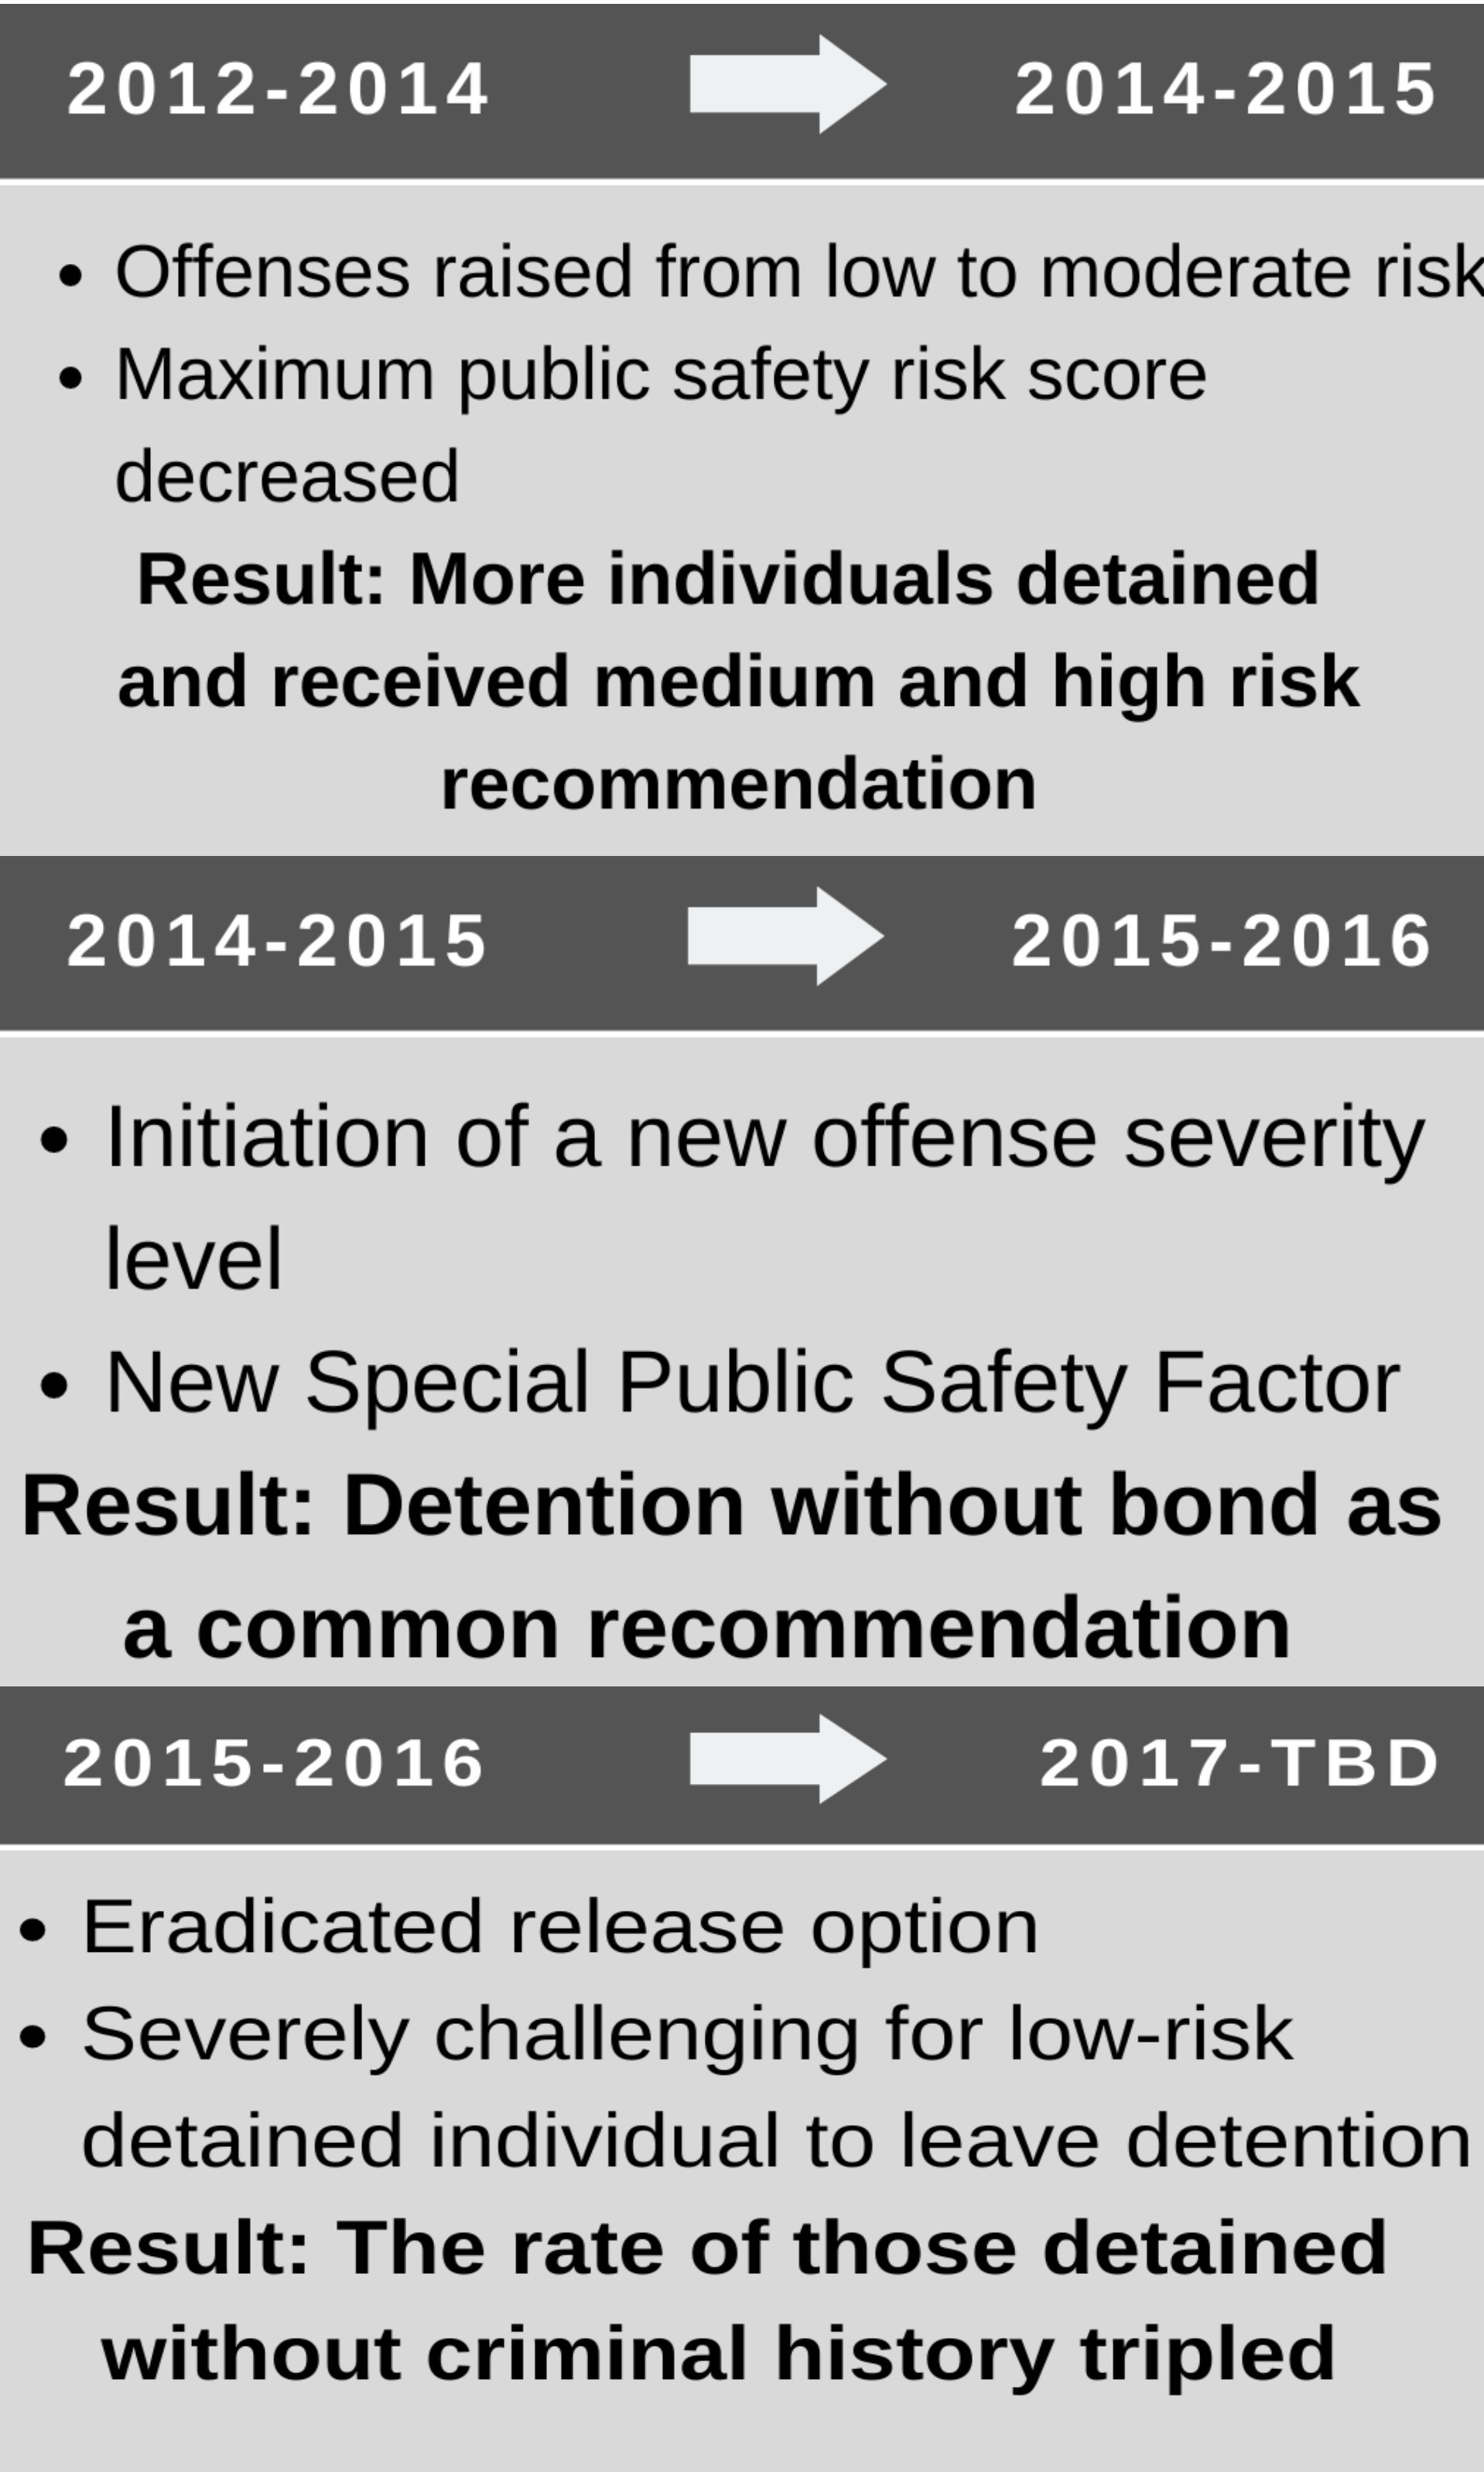 2012-2014 2014-2015
• Offenses raised from low to moderate risk
• Maximum public safety risk score
decreased
Result: More individuals detained
and received medium and high risk
recommendation
2014-2015 2015-2016
• Initiation of a new offense severity
level
• New Special Public Safety Factor
Result: Detention without bond as
a common recommendation
2015-2016 2017-TBD
• Eradicated release option
• Severely challenging for low-risk
detained individual to leave detention
Result: The rate of those detained
without criminal history tripled